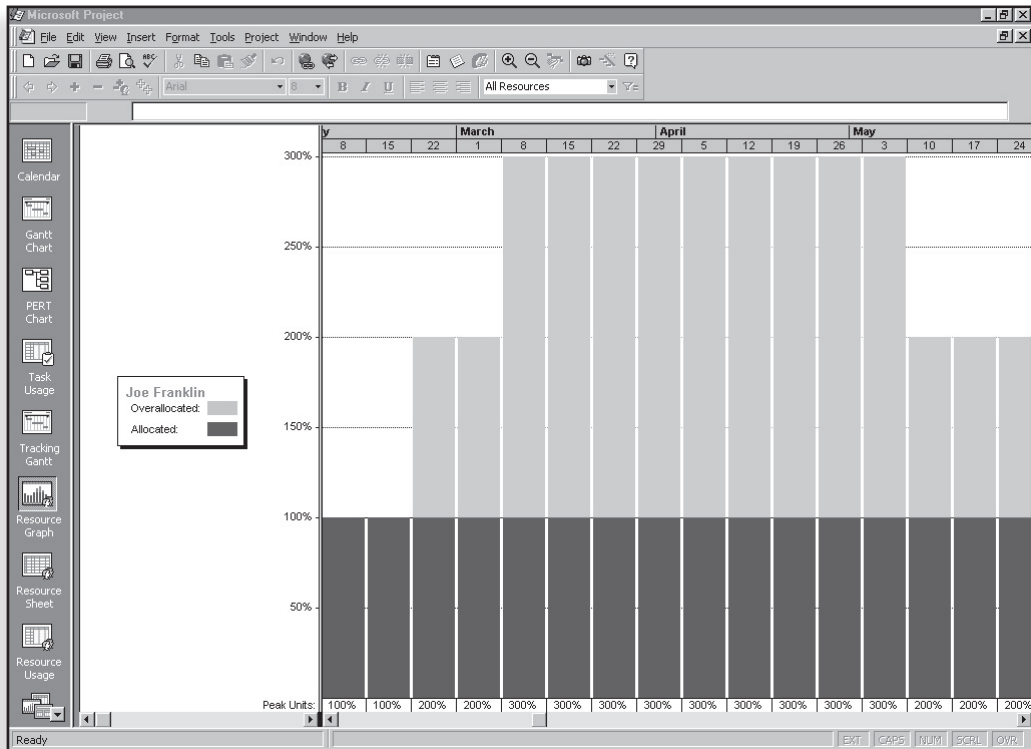 Microsoft Project
File Edit View Insert Format Tools Project Window Help
Arial 8 B I U All Resources
y March April May
8 15 22 1 8 15 22 29 5 12 19 26 3 10 17 24
Calendar
Gantt
Chart
PERT
Chart
Task
Usage
Tracking
Gantt
Resource
Graph
Resource
Sheet
Resource
Usage
Joe Franklin
Overallocated:
Allocated:
300%
250%
200%
150%
100%
50%
Peak Units: 100% 100% 200% 200% 300% 300% 300% 300% 300% 300% 300% 300% 300% 200% 200% 200%
Ready EXT CAPS NUM SCRL OVR